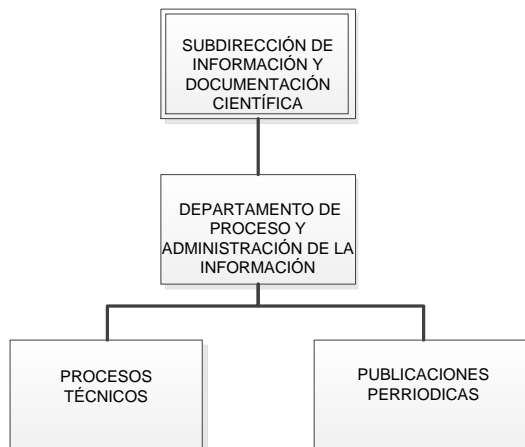 SUBDIRECCIÓN DE
INFORMACIÓN Y
DOCUMENTACIÓN
CIENTÍFICA
DEPARTAMENTO DE
PROCESO Y
ADMINISTRACIÓN DE LA
INFORMACIÓN
PROCESOS
TÉCNICOS
PUBLICACIONES
PERRIODICAS